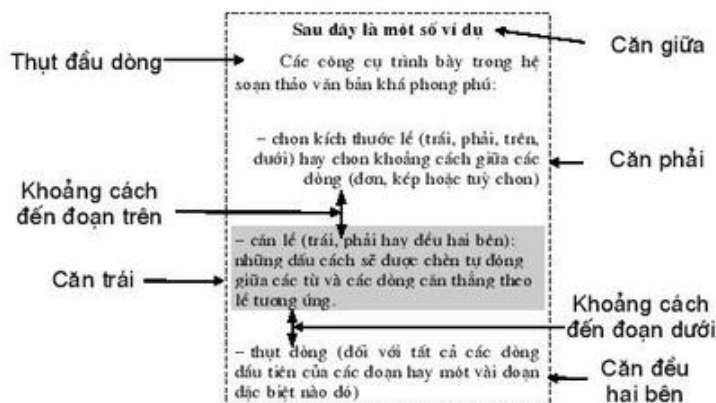 Sau đây là một số ví dụ
Căn giữa
Thụt đầu dòng
Các công cụ trình bày trong hệ
soạn thảo văn bản khá phong phú:
– chọn kích thước lề (trái, phải, trên,
dưới) hay chọn khoảng cách giữa các
dòng (đơn, kép hoặc tuỳ chọn)
Căn phải
Khoảng cách
đến đoạn trên
– căn lề (trái, phải hay đều hai bên):
những dấu cách sẽ được chèn tự động
giữa các từ và các dòng căn thẳng theo
lề tương ứng.
Căn trái
Khoảng cách
đến đoạn dưới
– thụt dòng (đối với tất cả các dòng
đầu tiên của các đoạn hay một vài đoạn
đặc biệt nào đó)
Căn đều
hai bên